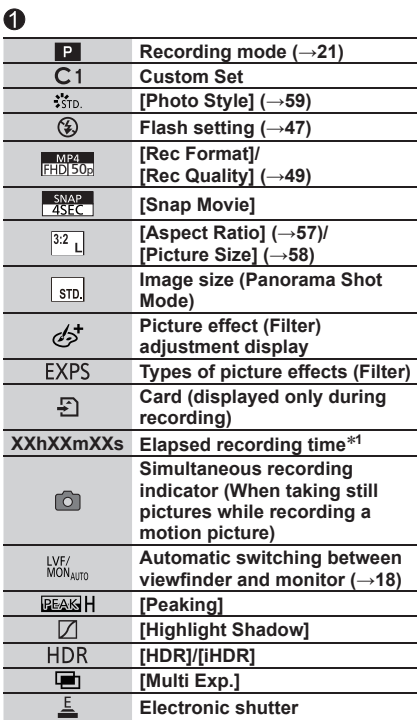 ❶
P Recording mode (→21)
C1 Custom Set
STD. [Photo Style] (→59)
Flash setting (→47)
MP4
FHD 50p
[Rec Format]/
[Rec Quality] (→49)
SNAP
4SEC
[Snap Movie]
3:2 L
[Aspect Ratio] (→57)/
[Picture Size] (→58)
STD.
Image size (Panorama Shot
Mode)
Picture effect (Filter)
adjustment display
EXPS Types of picture effects (Filter)
Card (displayed only during
recording)
XXhXXmXXs Elapsed recording time*1
Simultaneous recording
indicator (When taking still
pictures while recording a
motion picture)
LVF/
MONAUTO
Automatic switching between
viewfinder and monitor (→18)
PEAK H [Peaking]
[Highlight Shadow]
HDR [HDR]/[iHDR]
[Multi Exp.]
E Electronic shutter